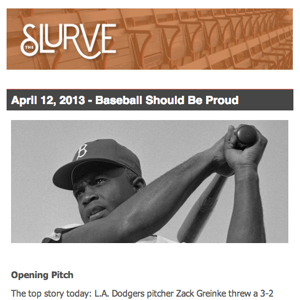 THE SLURVE
April 12, 2013 - Baseball Should Be Proud
B
Opening Pitch
The top story today: L.A. Dodgers pitcher Zack Greinke threw a 3-2